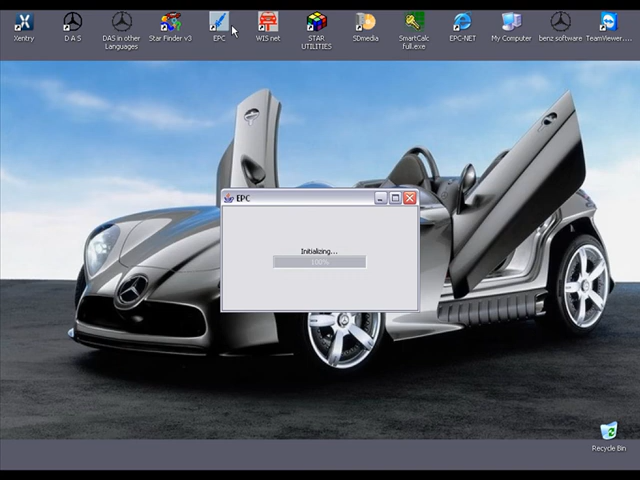 Xentry
D A S
DAS in other
Languages
Star Finder v3
EPC
WIS net
STAR
UTILITIES
SDmedia
SmartCalc
full.exe
EPC-NET
My Computer
benz software
TeamViewer....
EPC
Initializing...
100%
Recycle Bin